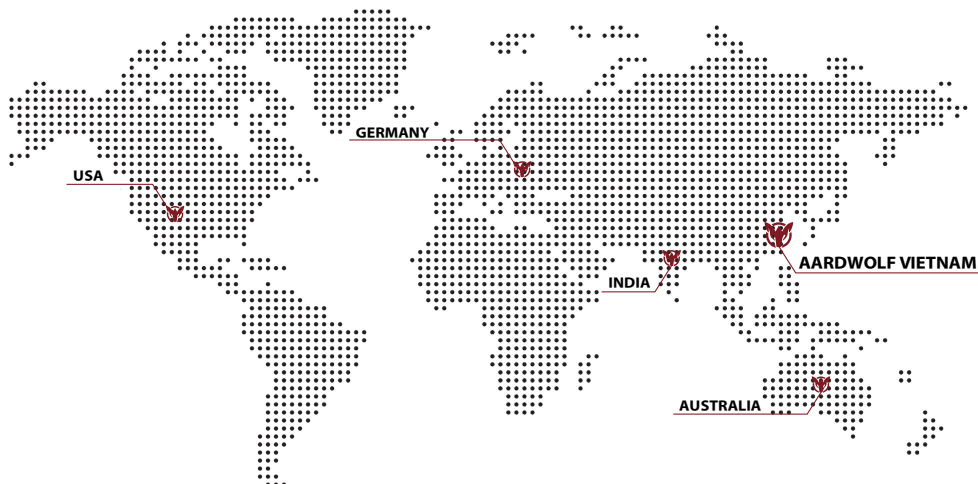 GERMANY
USA
AARDWOLF VIETNAM
INDIA
AUSTRALIA